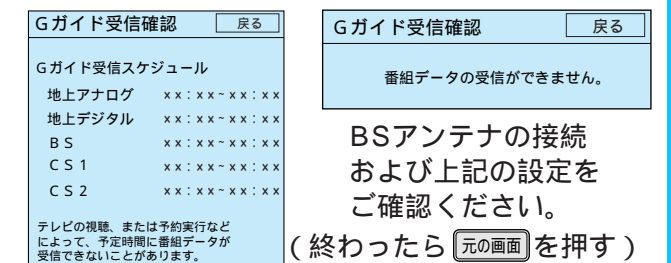 Gガイド受信確認 戻る
Gガイド受信スケジュール
地上アナログ xx:xx~xx:xx
地上デジタル xx:xx~xx:xx
BS xx:xx~xx:xx
CS1 xx:xx~xx:xx
CS2 xx:xx~xx:xx
テレビの視聴、または予約実行など
によって、予定時間に番組データが
受信できないことがあります。
Gガイド受信確認 戻る
番組データの受信ができません。
BSアンテナの接続
および上記の設定を
ご確認ください。
(終わったら 元の画面 を押す)